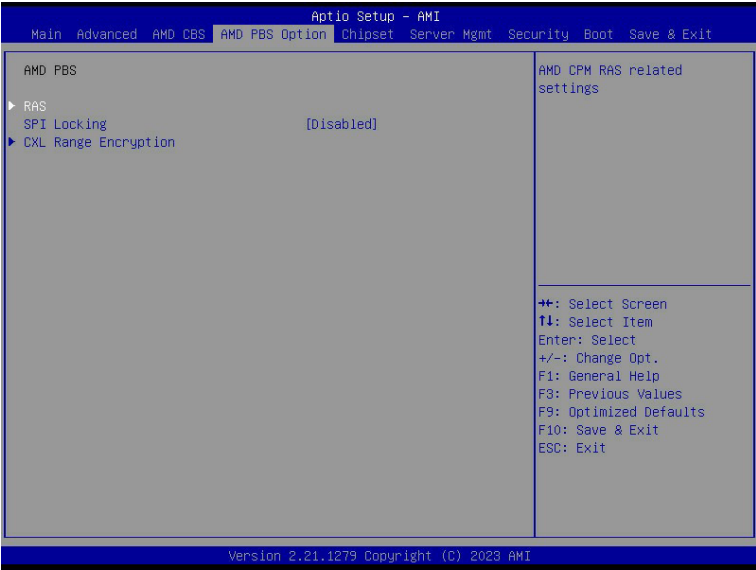 Aptio Setup – AMI
Main Advanced AMD CBS AMD PBS Option Chipset Server Mgmt Security Boot Save & Exit
AMD PBS
RAS
SPI Locking [Disabled]
CXL Range Encryption
AMD CPM RAS related
settings
→←: Select Screen
↑↓: Select Item
Enter: Select
+/-: Change Opt.
F1: General Help
F3: Previous Values
F9: Optimized Defaults
F10: Save & Exit
ESC: Exit
Version 2.21.1279 Copyright (C) 2023 AMI